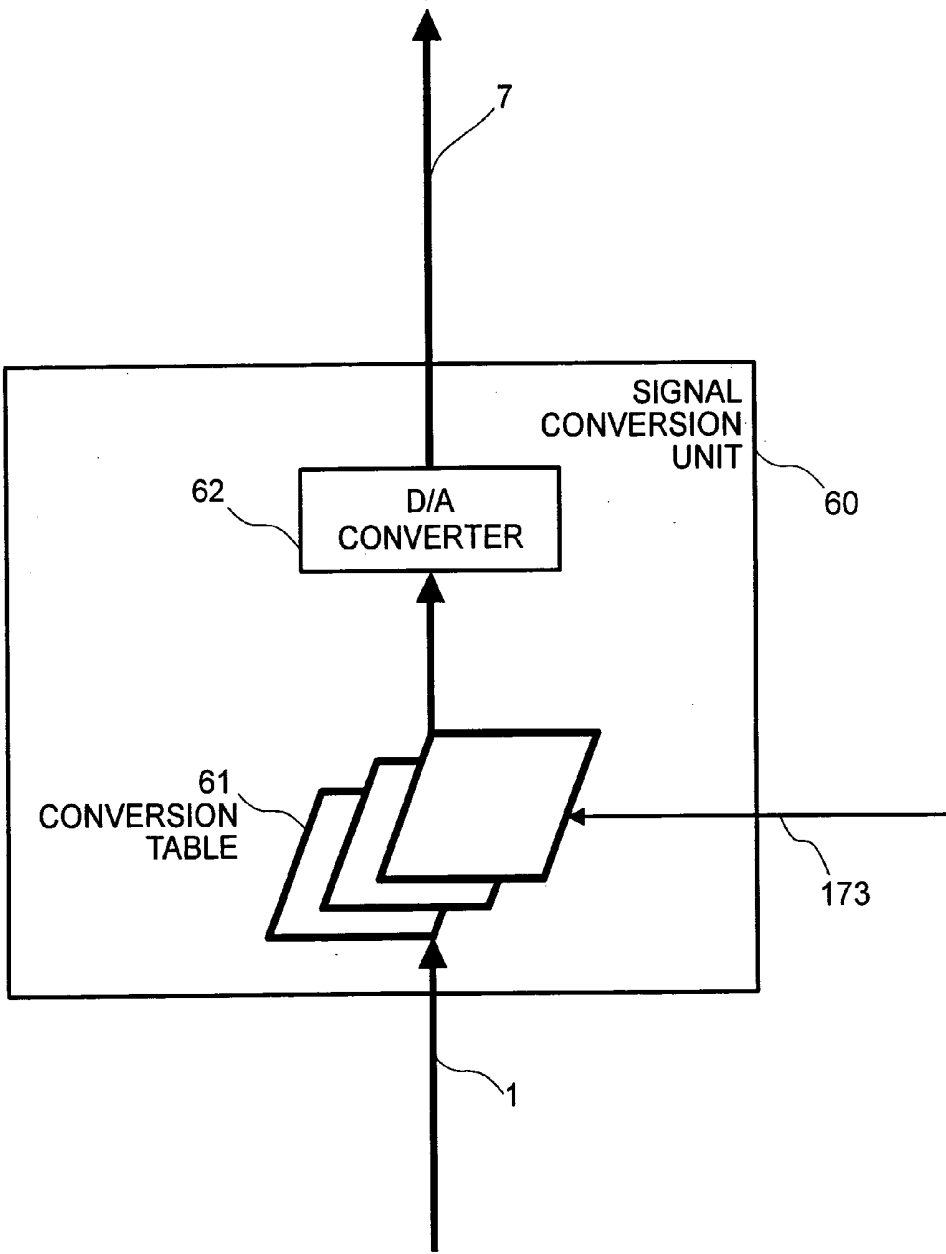 7
SIGNAL
CONVERSION
UNIT
60
62
D/A
CONVERTER
61
CONVERSION
TABLE
173
1